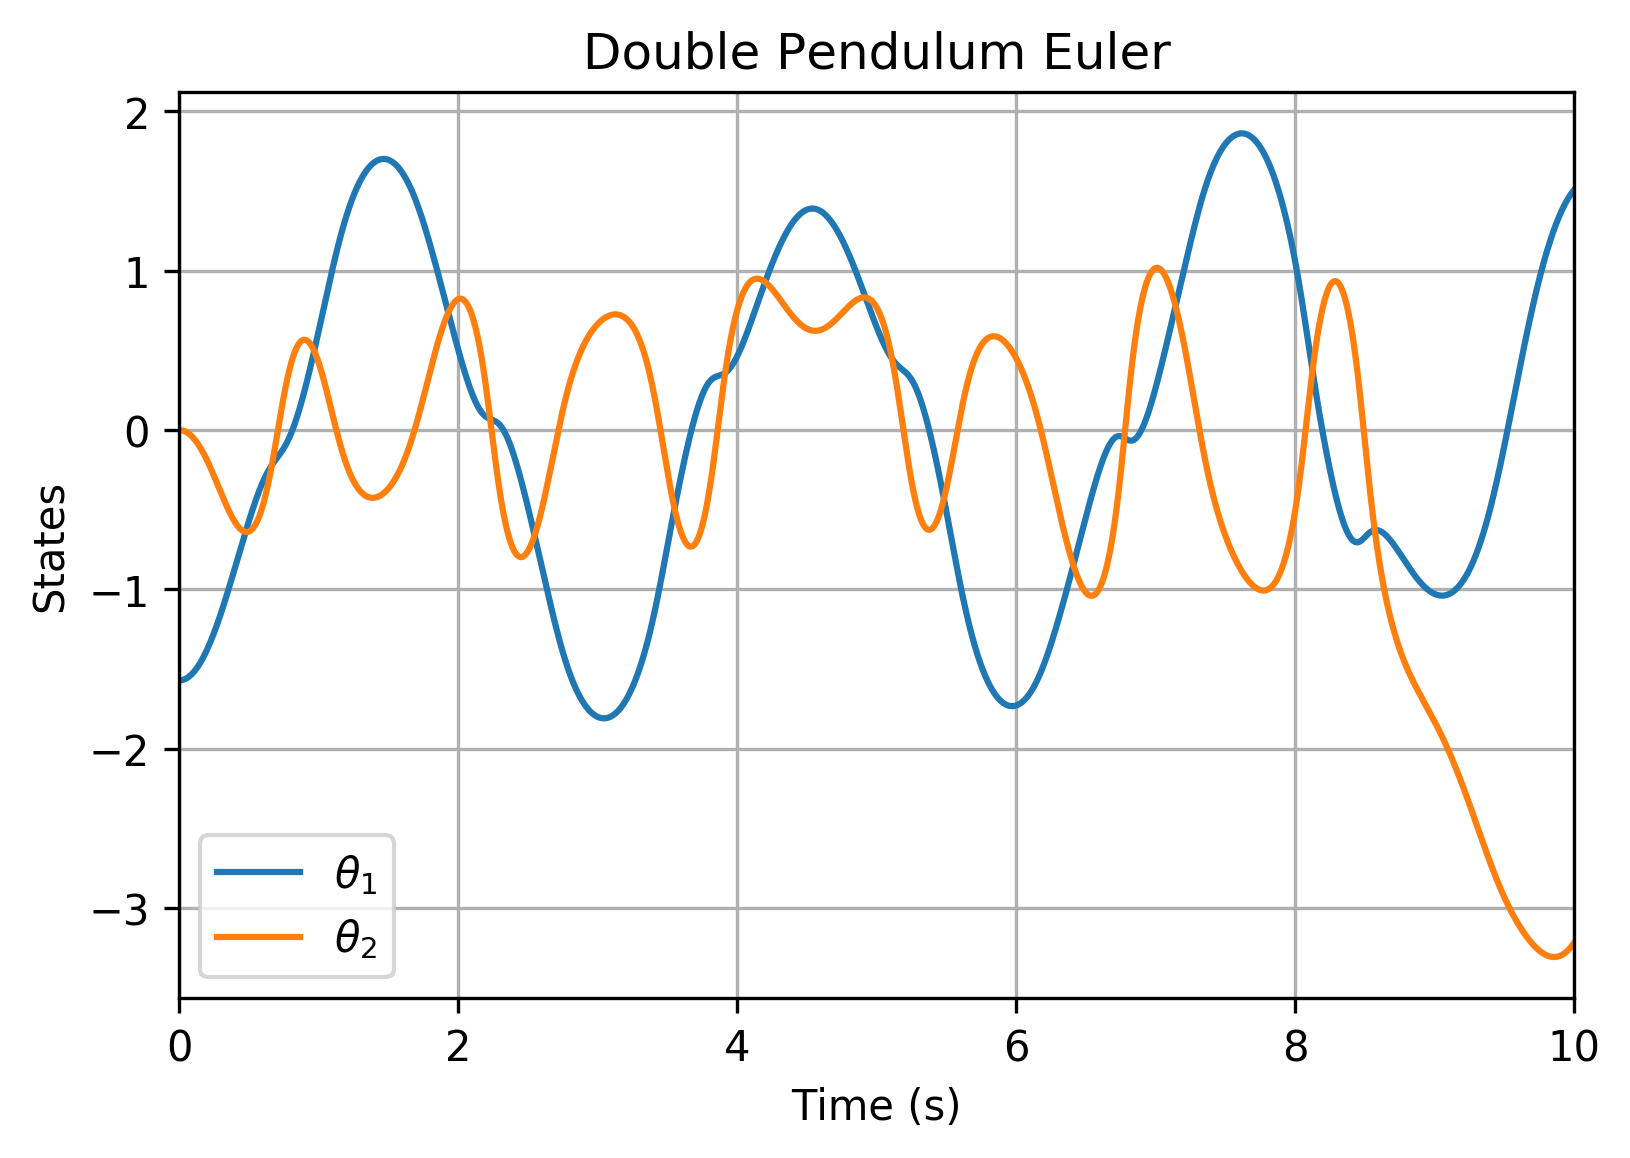 Double Pendulum Euler
2
1
0
−1
−2
−3
States
θ₁
θ₂
0 2 4 6 8 10
Time (s)